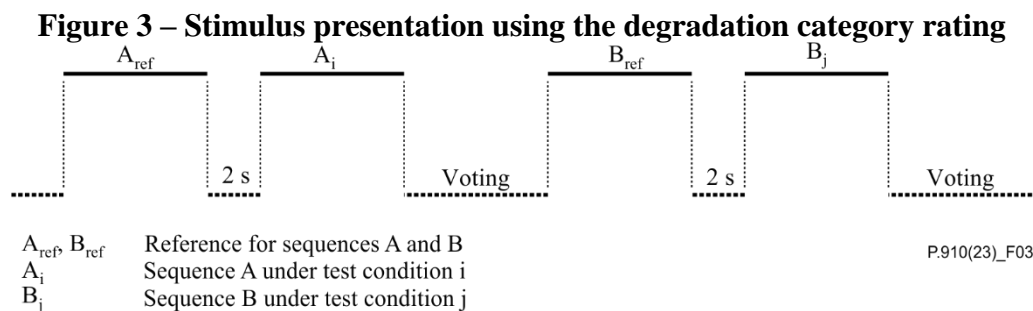 Figure 3 – Stimulus presentation using the degradation category rating
A_ref A_i B_ref B_j
2 s Voting 2 s Voting
A_ref, B_ref Reference for sequences A and B
A_i Sequence A under test condition i
B_j Sequence B under test condition j
P.910(23)_F03